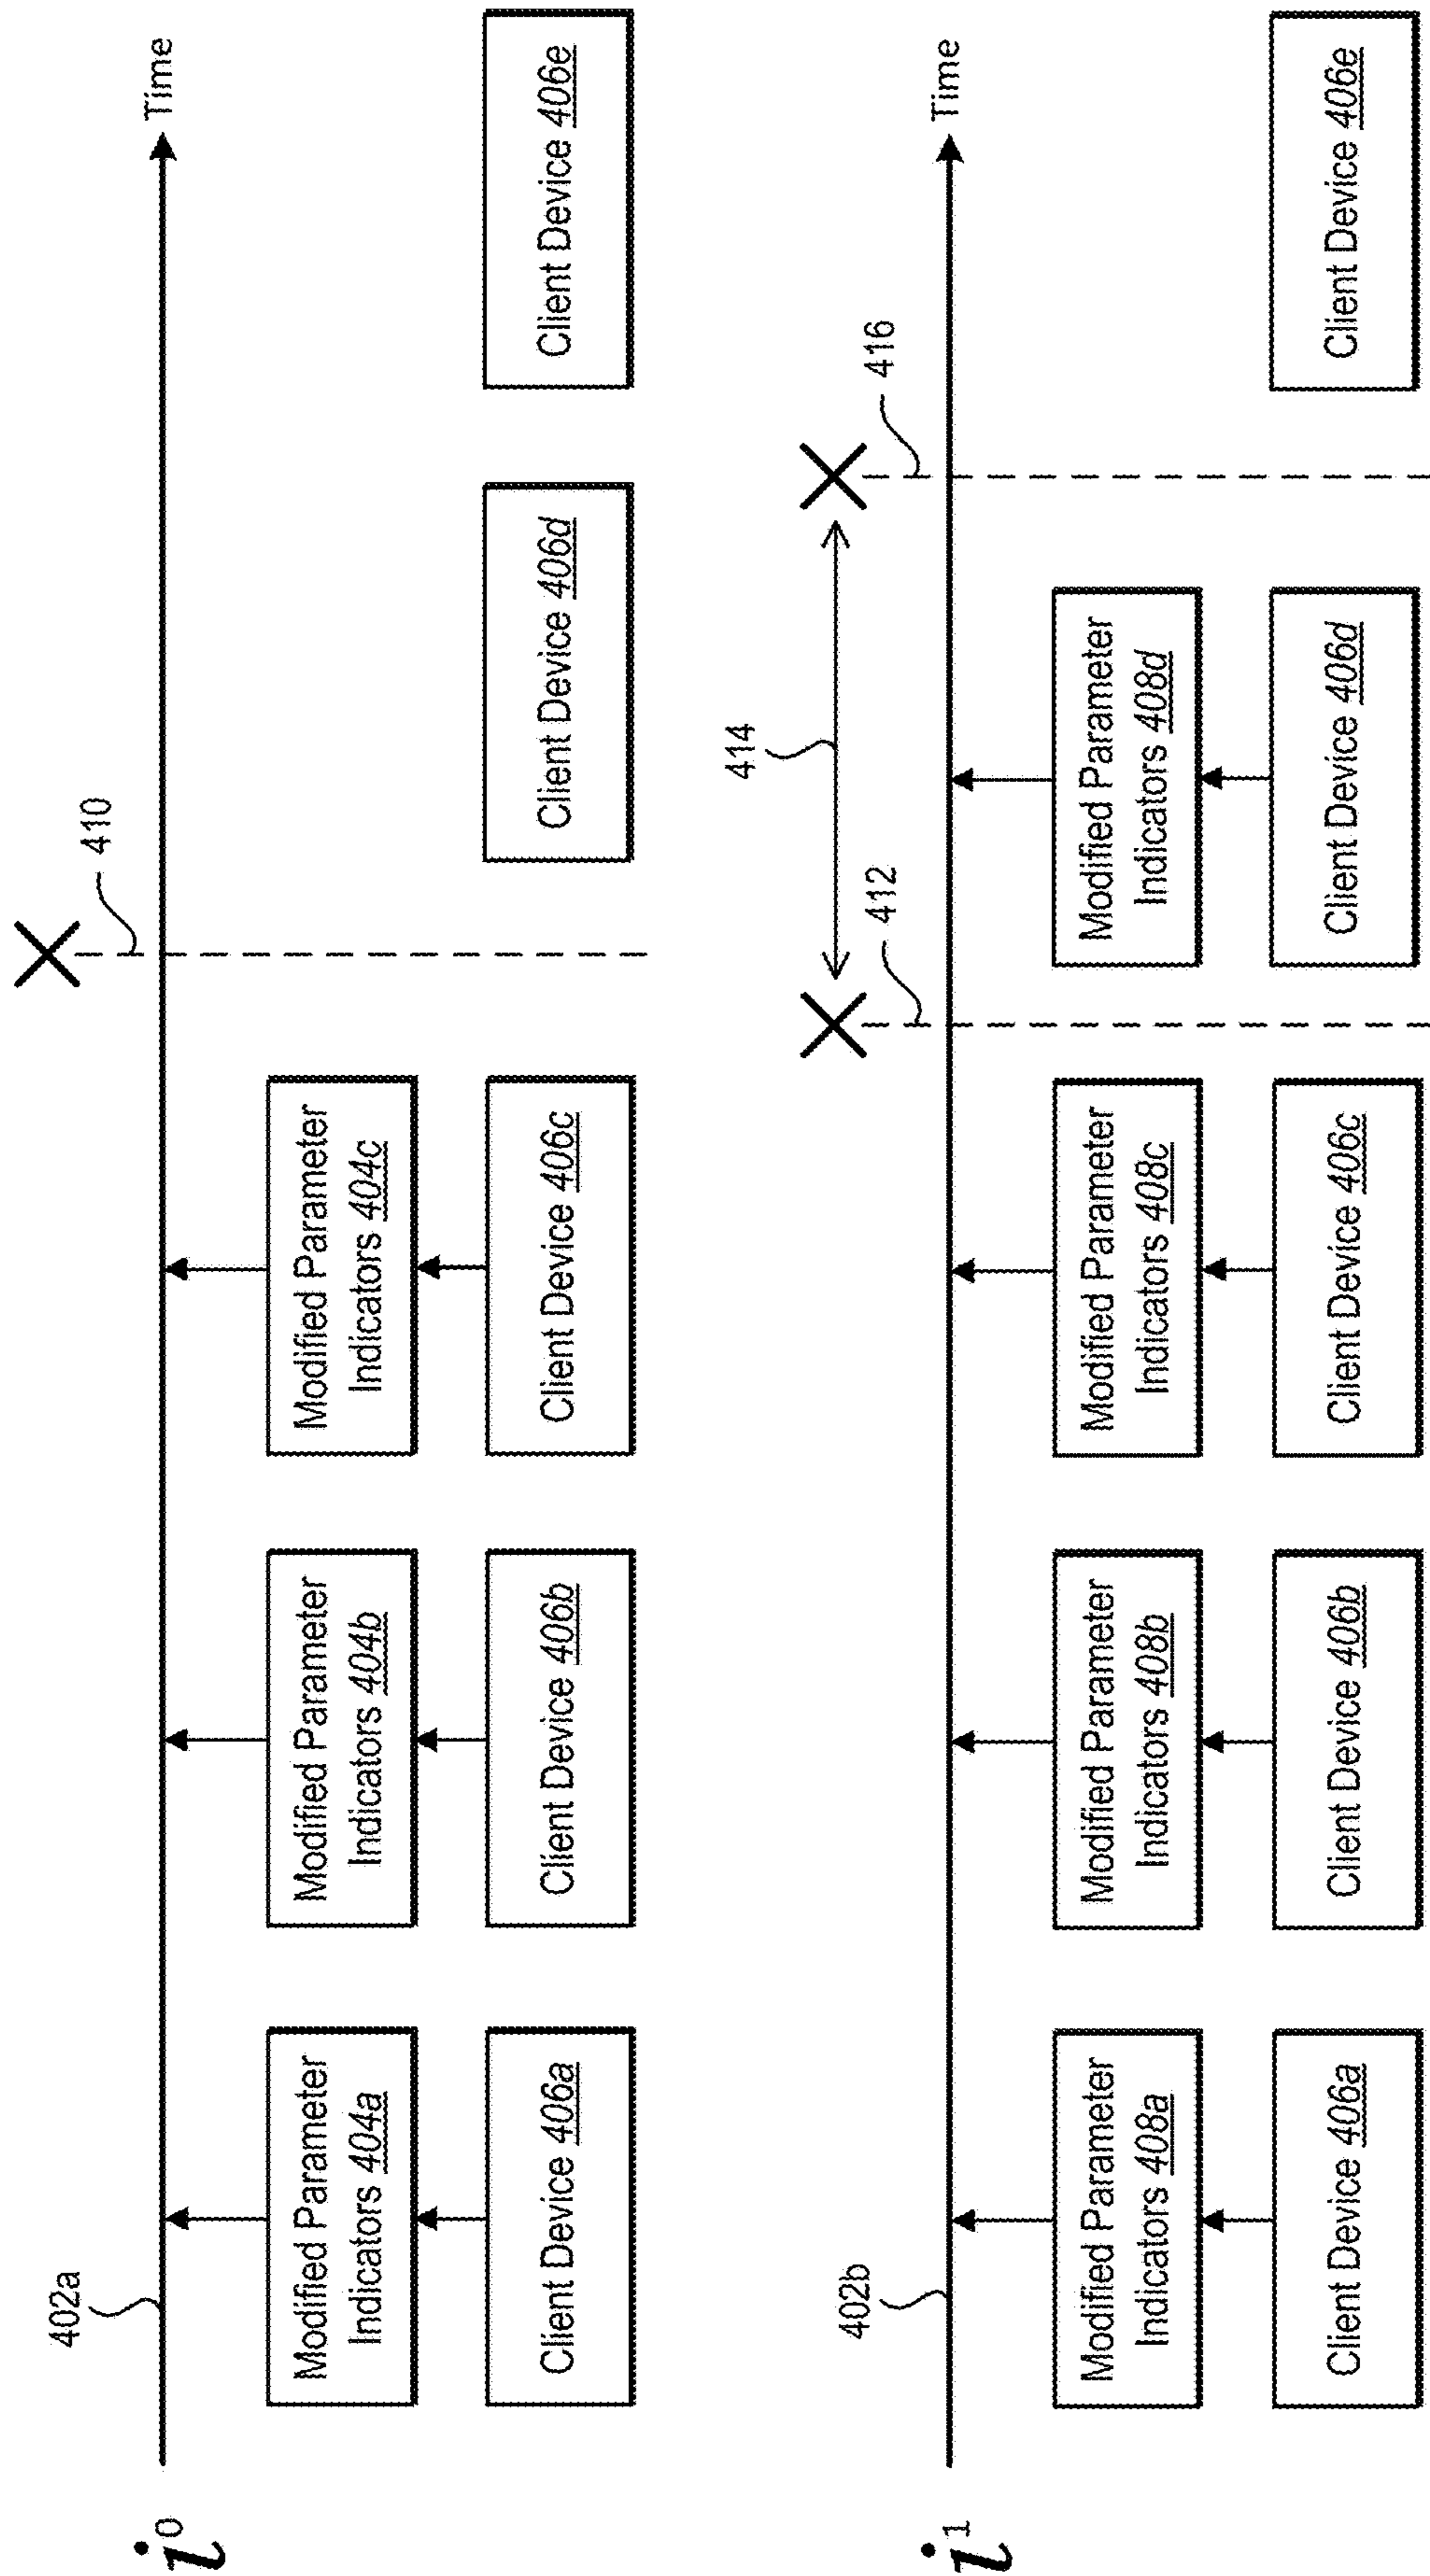 402a
410
i⁰
Time
Modified Parameter
Indicators 404a
Modified Parameter
Indicators 404b
Modified Parameter
Indicators 404c
Client Device 406a
Client Device 406b
Client Device 406c
Client Device 406d
Client Device 406e
414
402b
412
416
i¹
Time
Modified Parameter
Indicators 408a
Modified Parameter
Indicators 408b
Modified Parameter
Indicators 408c
Modified Parameter
Indicators 408d
Client Device 406a
Client Device 406b
Client Device 406c
Client Device 406d
Client Device 406e